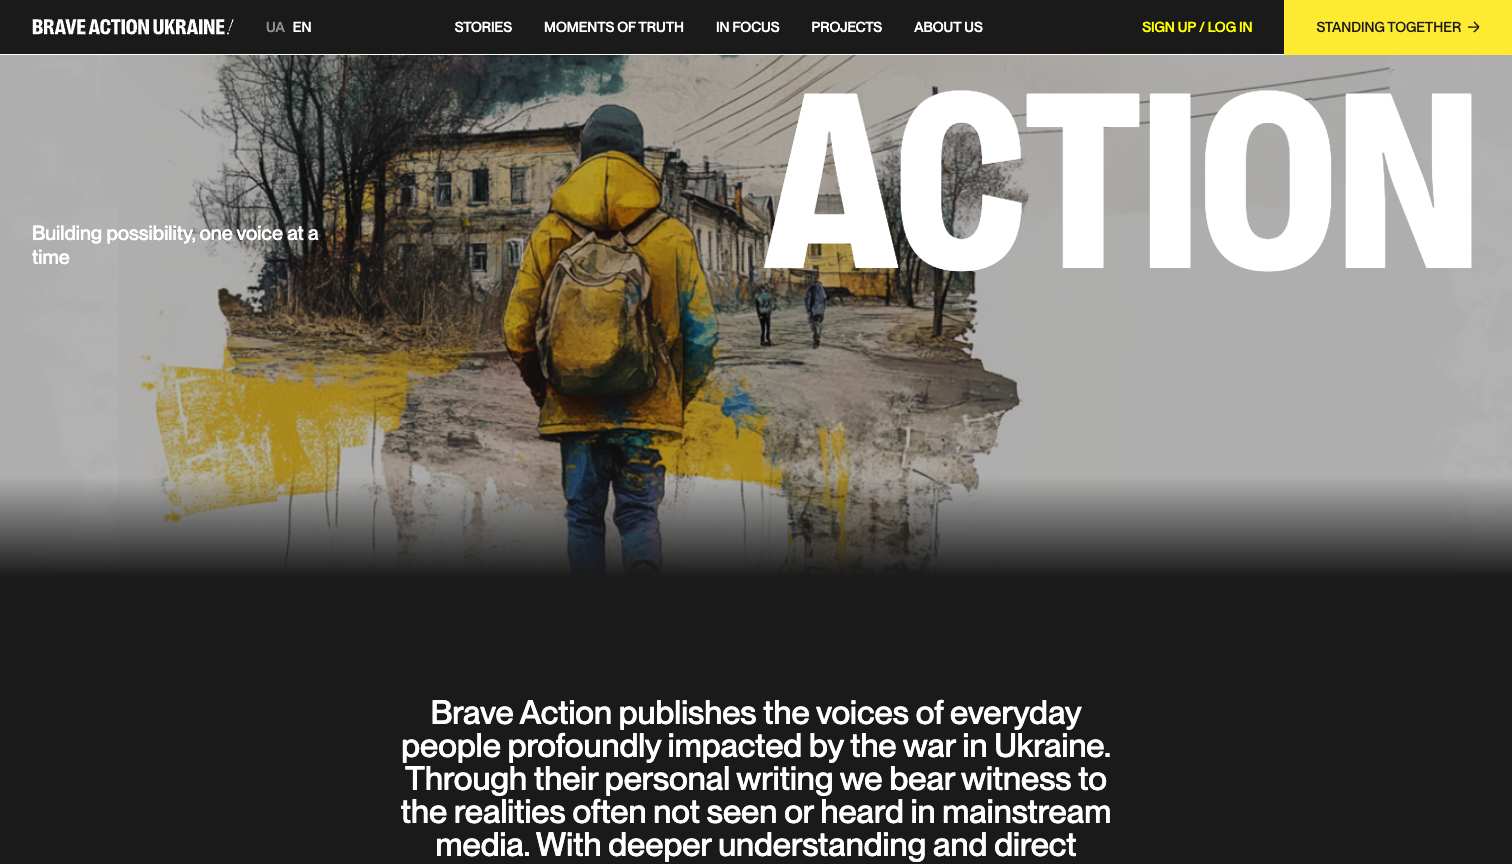 BRAVE ACTION UKRAINE/
UA EN
STORIES
MOMENTS OF TRUTH
IN FOCUS
PROJECTS
ABOUT US
SIGN UP / LOG IN
STANDING TOGETHER →
ACTION
Building possibility, one voice at a
time
Brave Action publishes the voices of everyday
people profoundly impacted by the war in Ukraine.
Through their personal writing we bear witness to
the realities often not seen or heard in mainstream
media. With deeper understanding and direct